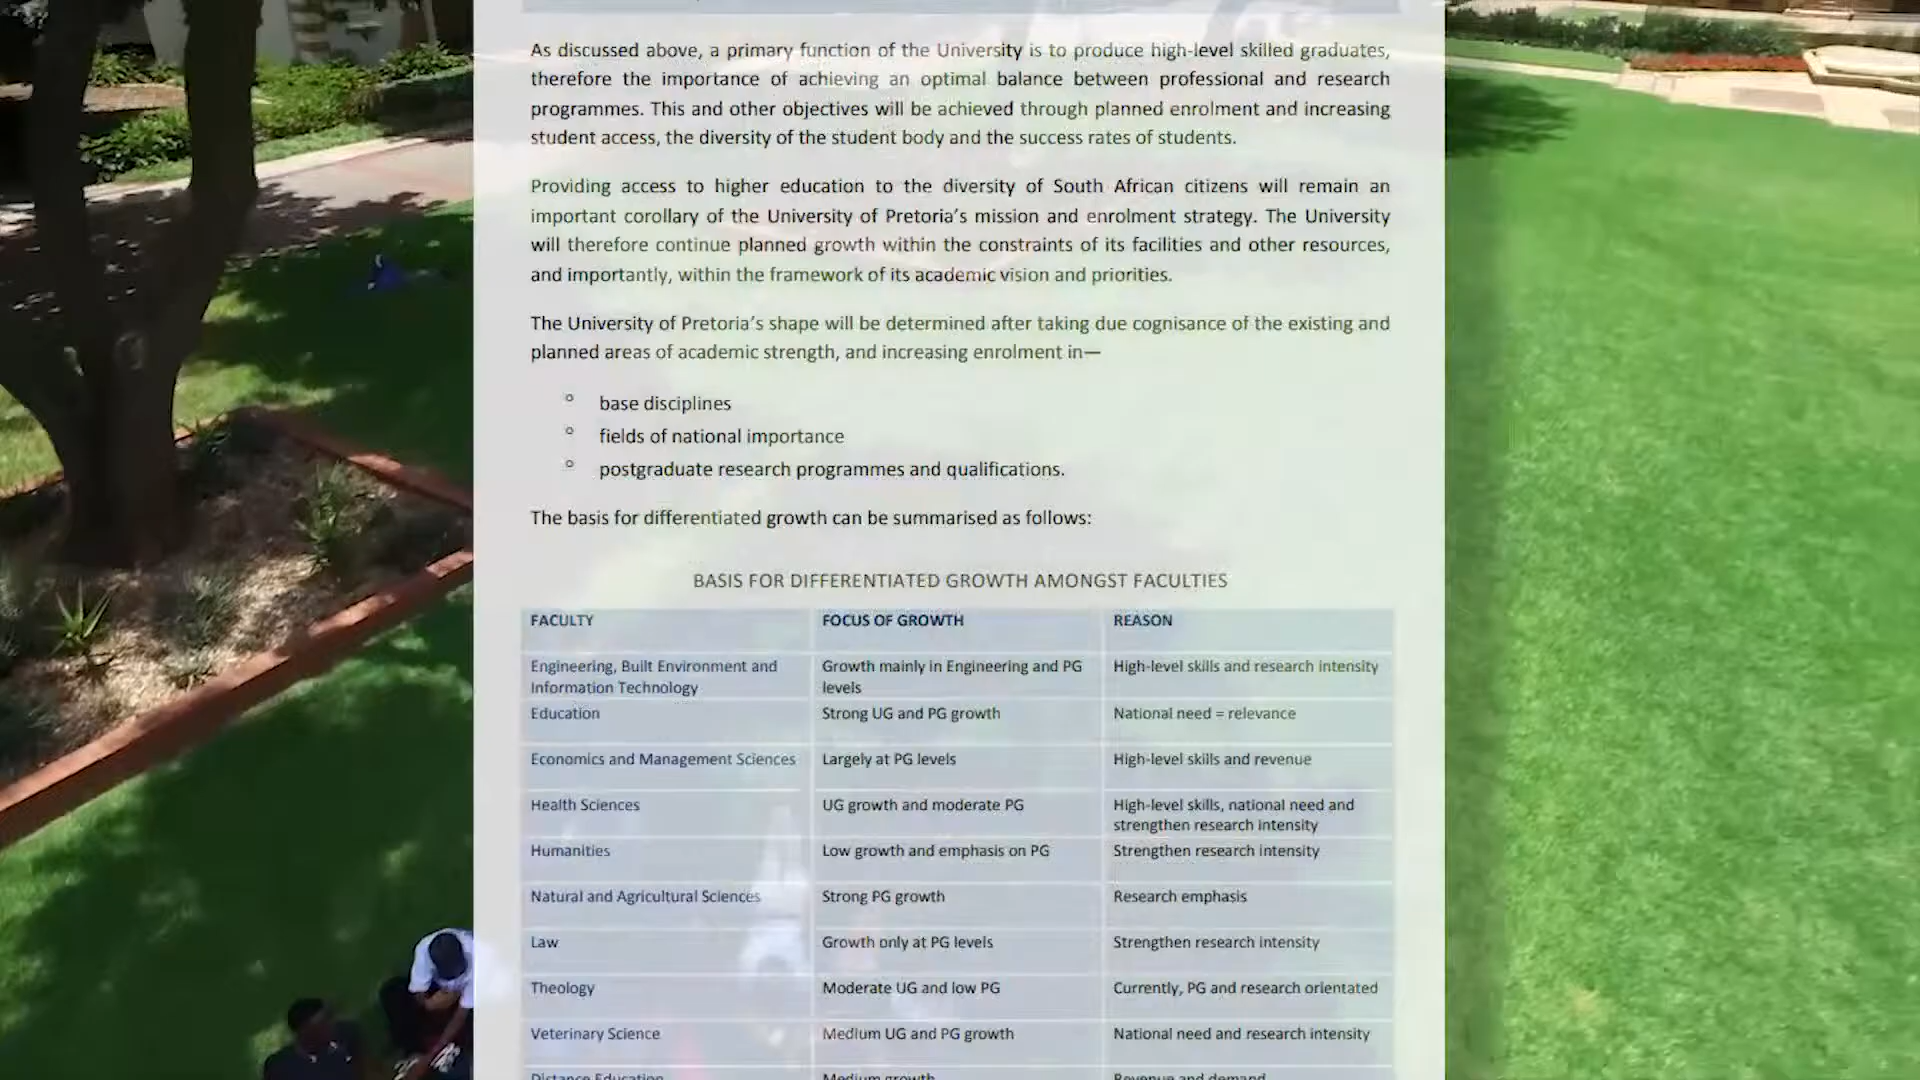 As discussed above, a primary function of the University is to produce high-level skilled graduates,
therefore the importance of achieving an optimal balance between professional and research
programmes. This and other objectives will be achieved through planned enrolment and increasing
student access, the diversity of the student body and the success rates of students.
Providing access to higher education to the diversity of South African citizens will remain an
important corollary of the University of Pretoria's mission and enrolment strategy. The University
will therefore continue planned growth within the constraints of its facilities and other resources,
and importantly, within the framework of its academic vision and priorities.
The University of Pretoria's shape will be determined after taking due cognisance of the existing and
planned areas of academic strength, and increasing enrolment in—
° base disciplines
° fields of national importance
° postgraduate research programmes and qualifications.
The basis for differentiated growth can be summarised as follows:
BASIS FOR DIFFERENTIATED GROWTH AMONGST FACULTIES
FACULTY FOCUS OF GROWTH REASON
Engineering, Built Environment and Growth mainly in Engineering and PG High-level skills and research intensity
Information Technology levels
Education Strong UG and PG growth National need = relevance
Economics and Management Sciences Largely at PG levels High-level skills and revenue
Health Sciences UG growth and moderate PG High-level skills, national need and
strengthen research intensity
Humanities Low growth and emphasis on PG Strengthen research intensity
Natural and Agricultural Sciences Strong PG growth Research emphasis
Law Growth only at PG levels Strengthen research intensity
Theology Moderate UG and low PG Currently, PG and research orientated
Veterinary Science Medium UG and PG growth National need and research intensity
Distance Education Medium growth Revenue and demand